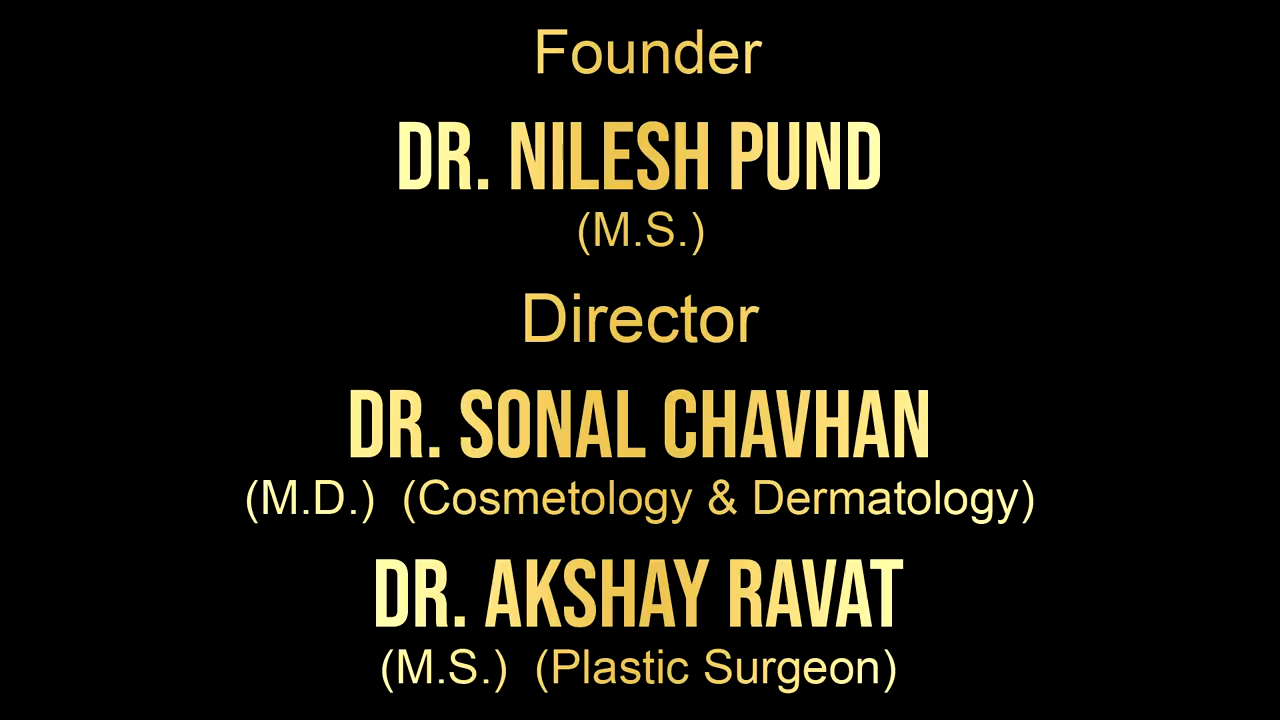 Founder
DR. NILESH PUND
(M.S.)
Director
DR. SONAL CHAVHAN
(M.D.) (Cosmetology & Dermatology)
DR. AKSHAY RAVAT
(M.S.) (Plastic Surgeon)